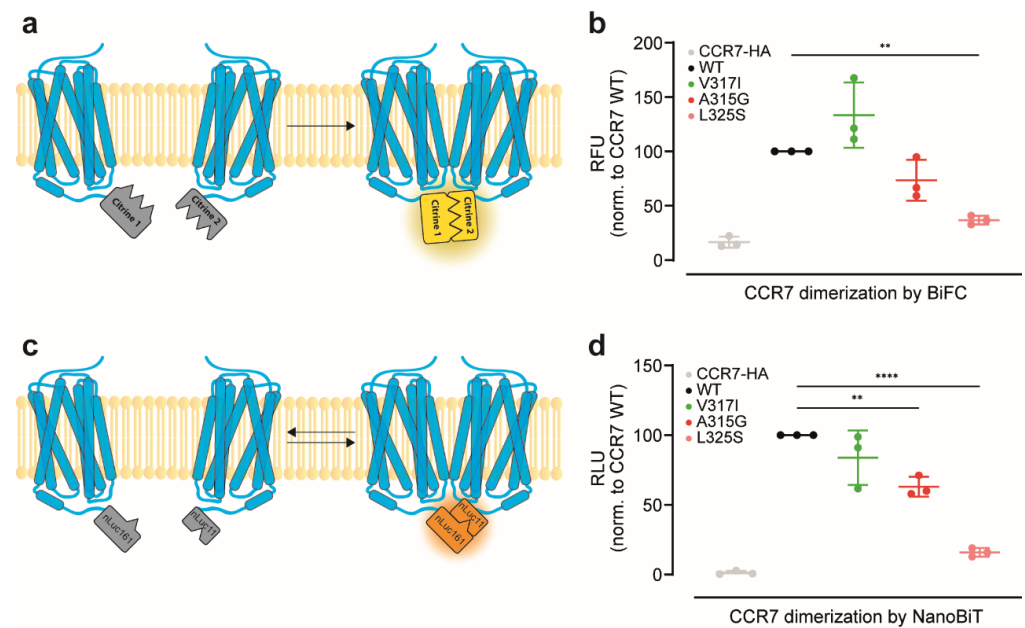 a
Citrine 1
Citrine 2
Citrine 1
Citrine 2
b
200
150
100
50
0
RFU
(norm. to CCR7 WT)
CCR7-HA
WT
V317I
A315G
L325S
**
CCR7 dimerization by BiFC
c
nLuc161
nLuc11
nLuc161
nLuc11
d
150
100
50
0
RLU
(norm. to CCR7 WT)
CCR7-HA
WT
V317I
A315G
L325S
****
**
CCR7 dimerization by NanoBiT